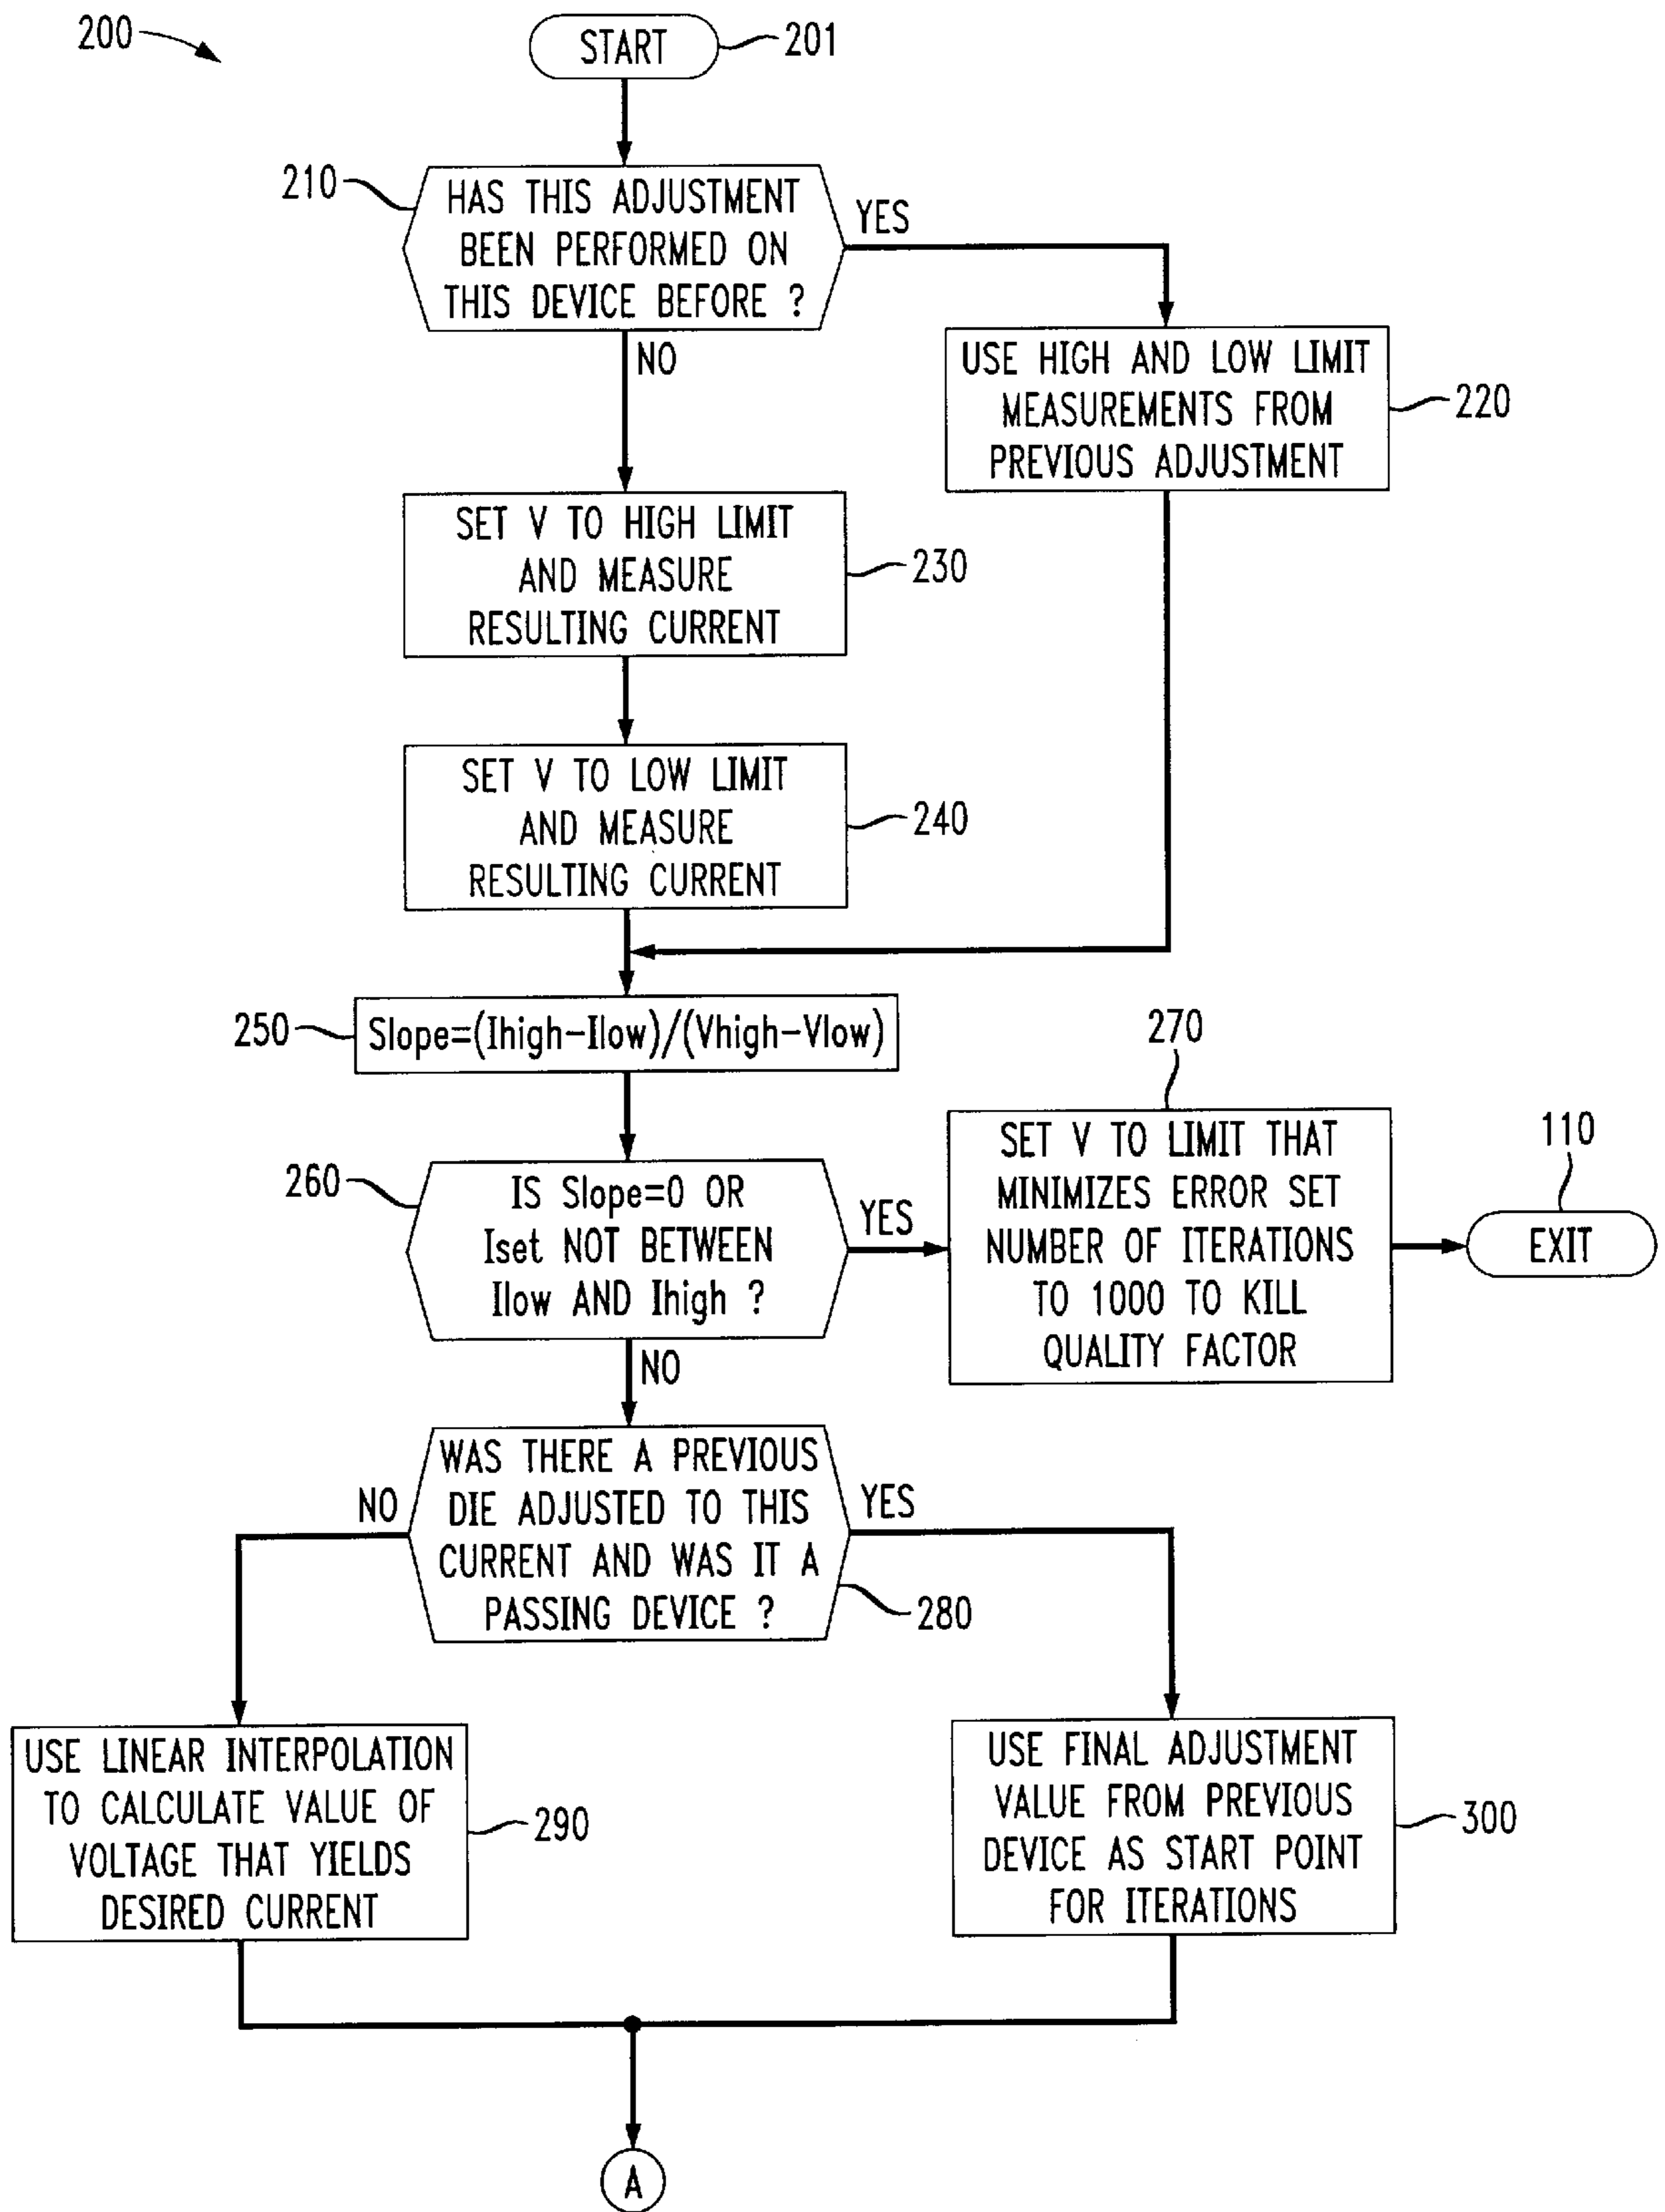 200
START
201
210
HAS THIS ADJUSTMENT
BEEN PERFORMED ON
THIS DEVICE BEFORE ?
YES
NO
USE HIGH AND LOW LIMIT
MEASUREMENTS FROM
PREVIOUS ADJUSTMENT
220
SET V TO HIGH LIMIT
AND MEASURE
RESULTING CURRENT
230
SET V TO LOW LIMIT
AND MEASURE
RESULTING CURRENT
240
250
Slope=(Ihigh-Ilow)/(Vhigh-Vlow)
260
IS Slope=0 OR
Iset NOT BETWEEN
Ilow AND Ihigh ?
YES
NO
270
SET V TO LIMIT THAT
MINIMIZES ERROR SET
NUMBER OF ITERATIONS
TO 1000 TO KILL
QUALITY FACTOR
110
EXIT
WAS THERE A PREVIOUS
DIE ADJUSTED TO THIS
CURRENT AND WAS IT A
PASSING DEVICE ?
NO
YES
280
USE LINEAR INTERPOLATION
TO CALCULATE VALUE OF
VOLTAGE THAT YIELDS
DESIRED CURRENT
290
USE FINAL ADJUSTMENT
VALUE FROM PREVIOUS
DEVICE AS START POINT
FOR ITERATIONS
300
A